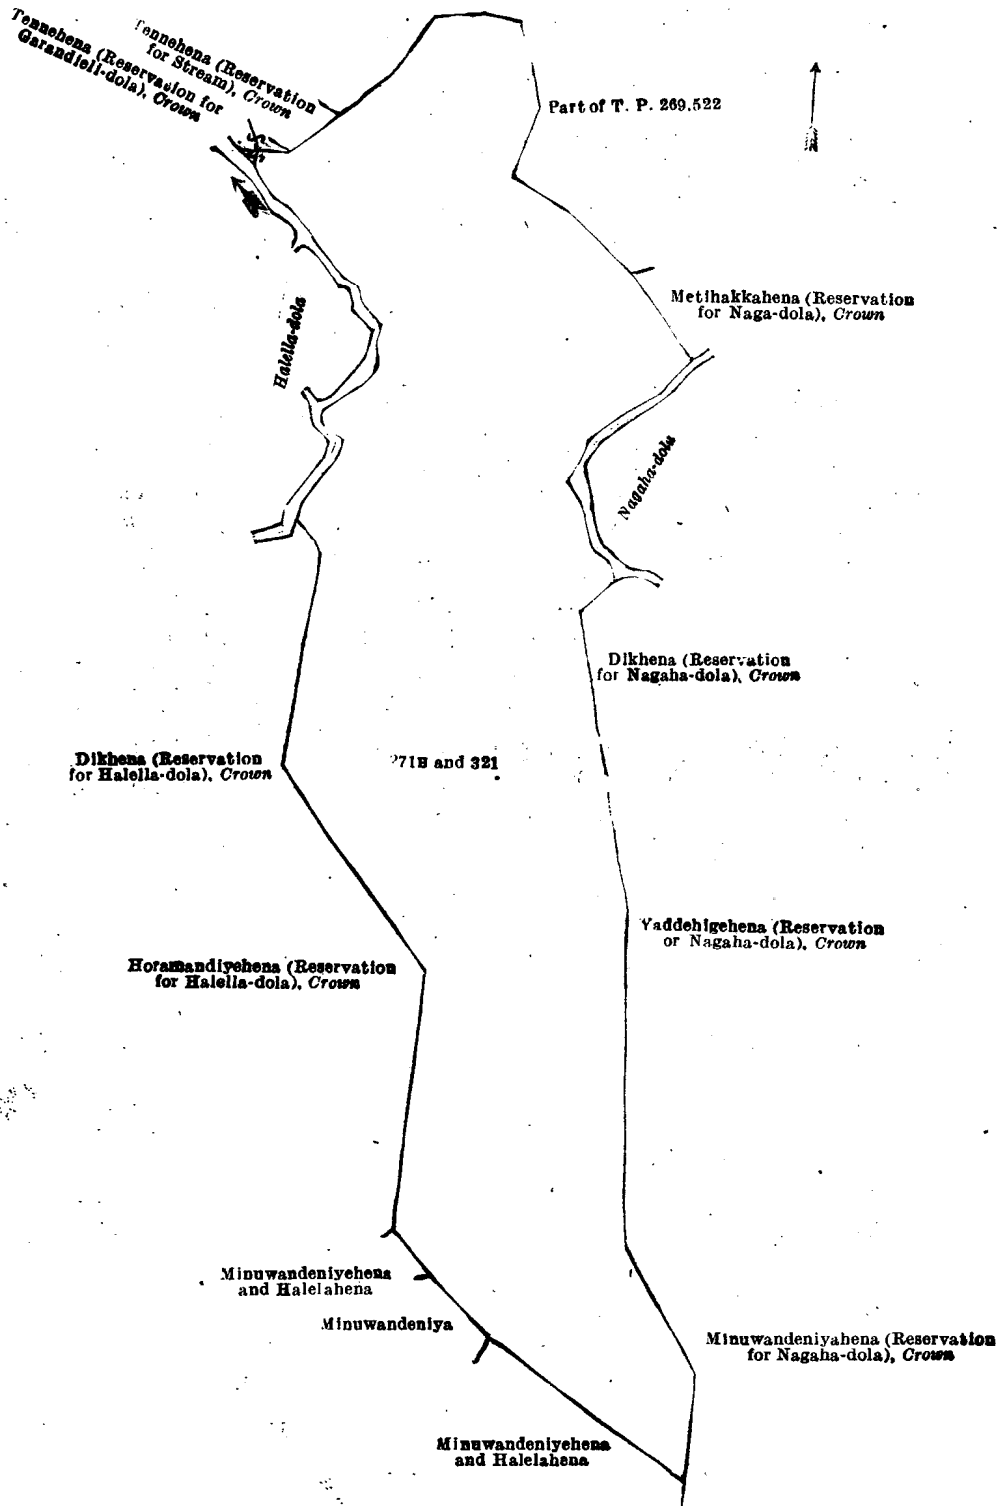 Tennehena (Reservation for
Garandiell-dola), Crown
Tennehena (Reservation
for Stream), Crown
Part of T. P. 269,522
N
Metihakkahena (Reservation
for Naga-dola), Crown
Halella-dola
Nagaha-dola
Dikhena (Reservation
for Nagaha-dola), Crown
Dikhena (Reservation
for Halella-dola), Crown
271H and 321
Yaddehigehena (Reservation
or Nagaha-dola), Crown
Horamandiyehena (Reservation
for Halella-dola), Crown
Minuwandeniyehena
and Halelahena
Minuwandeniya
Minuwandeniyahena (Reservation
for Nagaha-dola), Crown
Minuwandeniyehena
and Halelahena